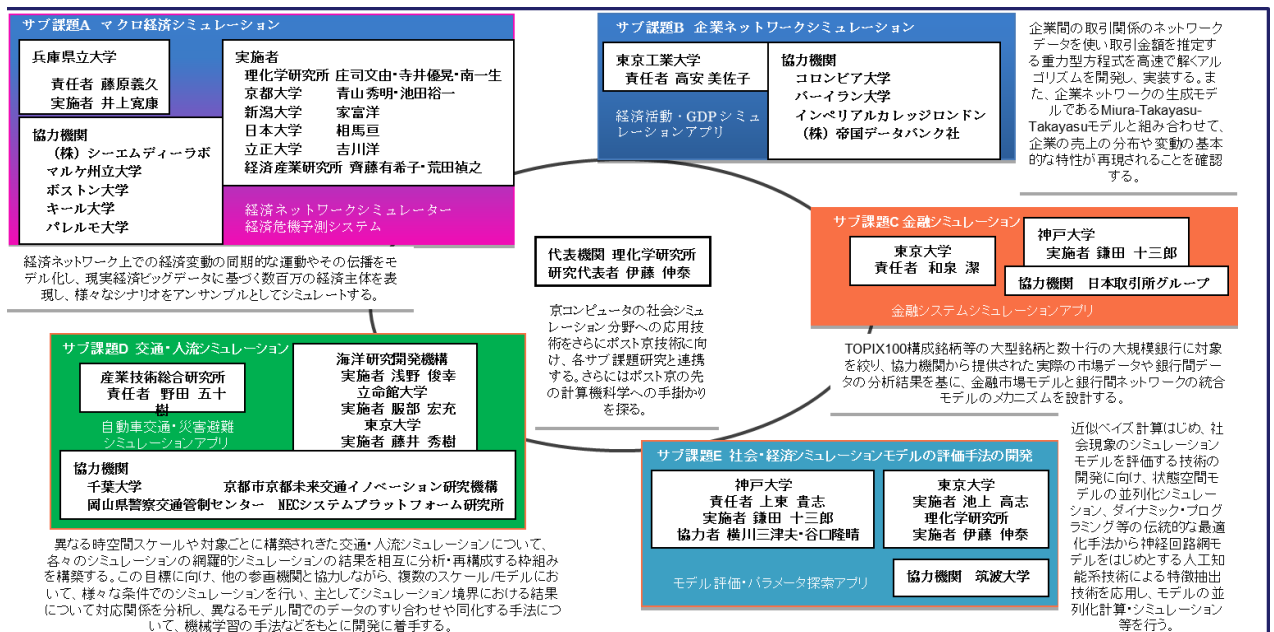 サブ課題A マクロ経済シミュレーション
兵庫県立大学
責任者 藤原義久
実施者 井上寛康
協力機関
（株）シーエムディーラボ
マルケ州立大学
ボストン大学
キール大学
パレルモ大学
実施者
理化学研究所 庄司文由・寺井優晃・南一生
京都大学 青山秀明・池田裕一
新潟大学 家富洋
日本大学 相馬亘
立正大学 吉川洋
経済産業研究所 齊藤有希子・荒田禎之
経済ネットワークシミュレーター
経済危機予測システム
経済ネットワーク上での経済変動の同期的な運動やその伝播をモ
デル化し、現実経済ビッグデータに基づく数百万の経済主体を表
現し、様々なシナリオをアンサンブルとしてシミュレートする。
サブ課題B 企業ネットワークシミュレーション
東京工業大学
責任者 高安 美佐子
経済活動・GDPシミュ
レーションアプリ
協力機関
コロンビア大学
バーイラン大学
インペリアルカレッジロンドン
（株）帝国データバンク社
企業間の取引関係のネットワーク
データを使い取引金額を推定す
る重力型方程式を高速で解くアル
ゴリズムを開発し、実装する。ま
た、企業ネットワークの生成モデ
ルであるMiura-Takayasu-
Takayasuモデルと組み合わせて、
企業の売上の分布や変動の基本
的な特性が再現されることを確認
する。
代表機関 理化学研究所
研究代表者 伊藤 伸泰
京コンピュータの社会シミュ
レーション分野への応用技
術をさらにポスト京技術に向
け、各サブ課題研究と連携
する。さらにはポスト京の先
の計算機科学への手掛かり
を探る。
サブ課題C 金融シミュレーション
東京大学
責任者 和泉 潔
神戸大学
実施者 鎌田 十三郎
協力機関 日本取引所グループ
金融システムシミュレーションアプリ
TOPIX100構成銘柄等の大型銘柄と数十行の大規模銀行に対象
を絞り、協力機関から提供された実際の市場データや銀行間デー
タの分析結果を基に、金融市場モデルと銀行間ネットワークの統合
モデルのメカニズムを設計する。
サブ課題D 交通・人流シミュレーション
産業技術総合研究所
責任者 野田 五十
樹
自動車交通・災害避難
シミュレーションアプリ
海洋研究開発機構
実施者 浅野 俊幸
立命館大学
実施者 服部 宏充
東京大学
実施者 藤井 秀樹
協力機関
千葉大学 京都市京都未来交通イノベーション研究機構
岡山県警察交通管制センター NECシステムプラットフォーム研究所
異なる時空間スケールや対象ごとに構築されきた交通・人流シミュレーションについて、
各々のシミュレーションの網羅的シミュレーションの結果を相互に分析・再構成する枠組み
を構築する。この目標に向け、他の参画機関と協力しながら、複数のスケール/モデルにお
いて、様々な条件でのシミュレーションを行い、主としてシミュレーション境界における結果
について対応関係を分析し、異なるモデル間でのデータのすり合わせや同化する手法につ
いて、機械学習の手法などをもとに開発に着手する。
サブ課題E 社会・経済シミュレーションモデルの評価手法の開発
神戸大学
責任者 上東 貴志
実施者 鎌田 十三郎
協力者 横川三津夫・谷口隆晴
東京大学
実施者 池上 高志
理化学研究所
実施者 伊藤 伸泰
協力機関 筑波大学
モデル評価・パラメータ探索アプリ
近似ベイズ計算はじめ、社
会現象のシミュレーション
モデルを評価する技術の
開発に向け、状態空間モ
デルの並列化シミュレー
ション、ダイナミック・プログ
ラミング等の伝統的な最適
化手法から神経回路網モ
デルをはじめとする人工知
能系技術による特徴抽出
技術を応用し、モデルの並
列化計算・シミュレーション
等を行う。